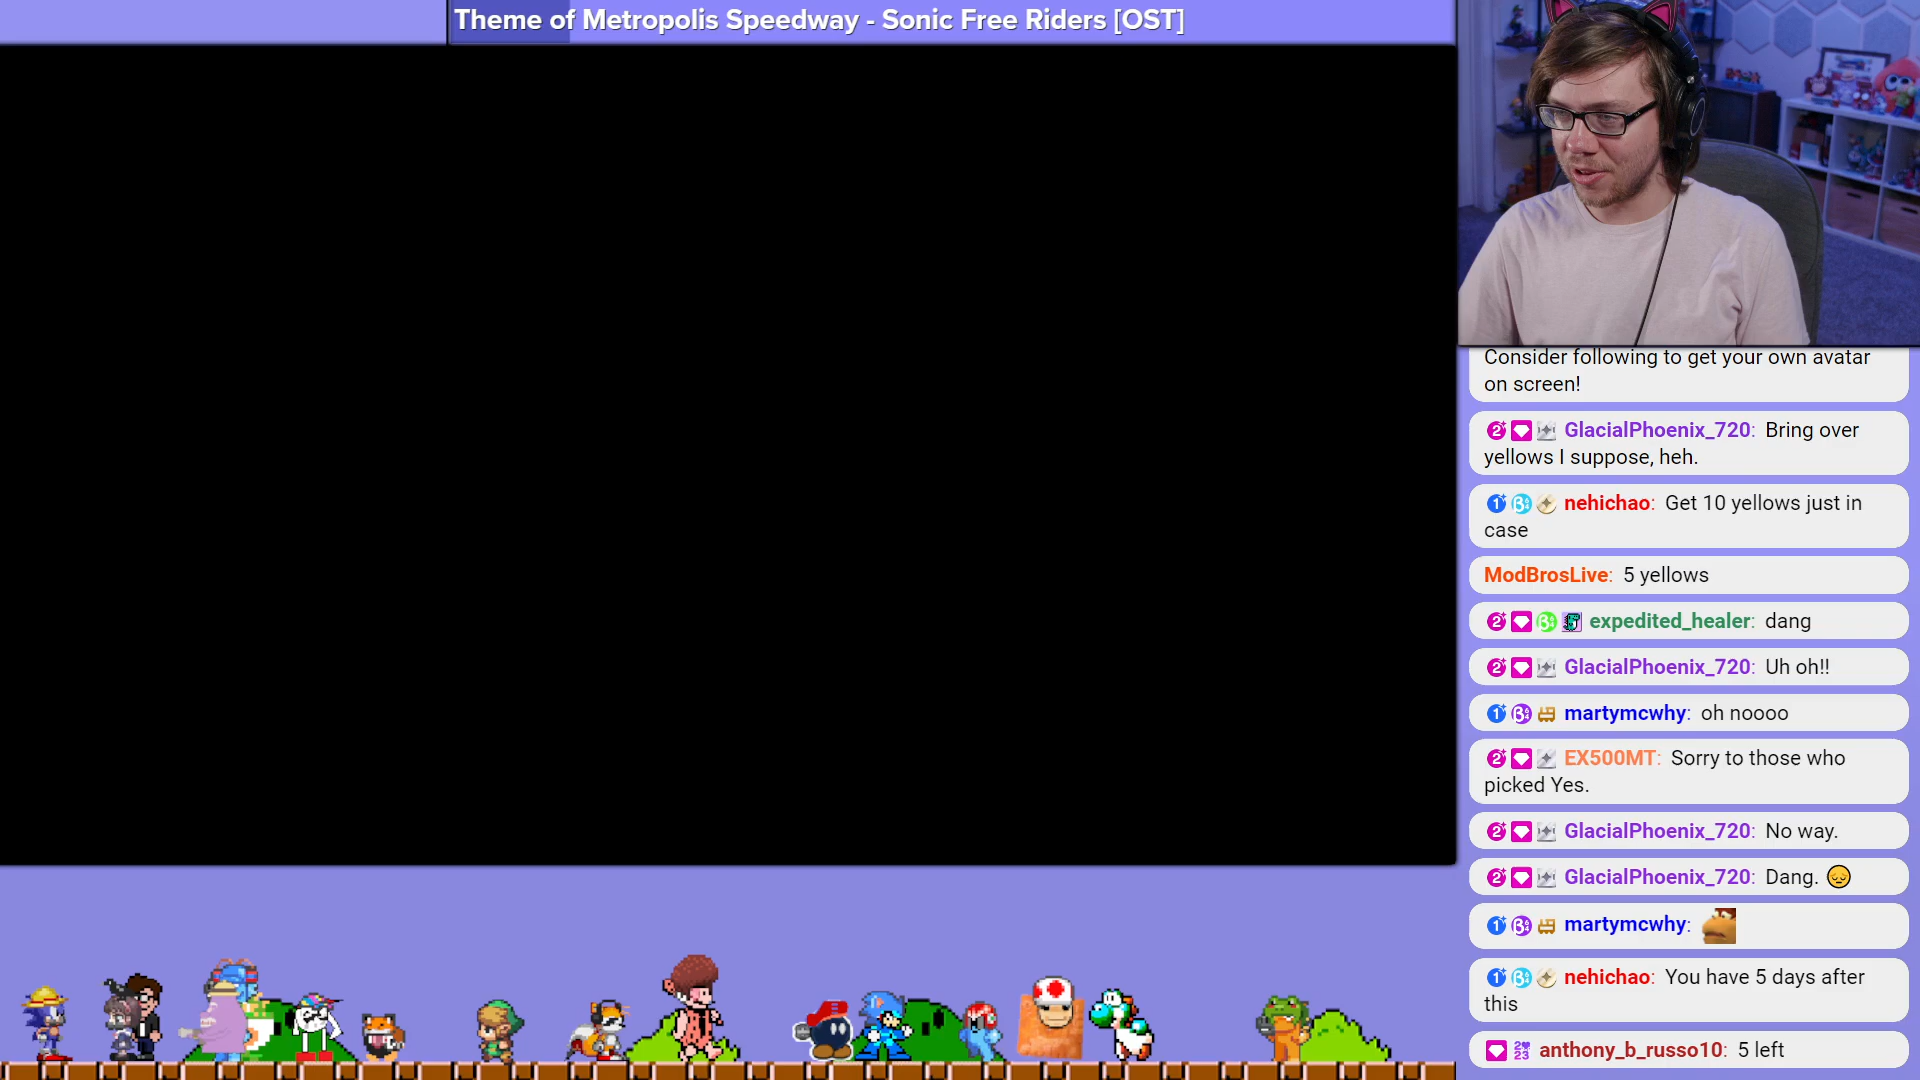 Theme of Metropolis Speedway - Sonic Free Riders [OST]
Consider following to get your own avatar
on screen!
GlacialPhoenix_720: Bring over
yellows I suppose, heh.
nehichao: Get 10 yellows just in
case
ModBrosLive: 5 yellows
expedited_healer: dang
GlacialPhoenix_720: Uh oh!!
martymcwhy: oh noooo
EX500MT: Sorry to those who
picked Yes.
GlacialPhoenix_720: No way.
GlacialPhoenix_720: Dang.
martymcwhy:
nehichao: You have 5 days after
this
anthony_b_russo10: 5 left